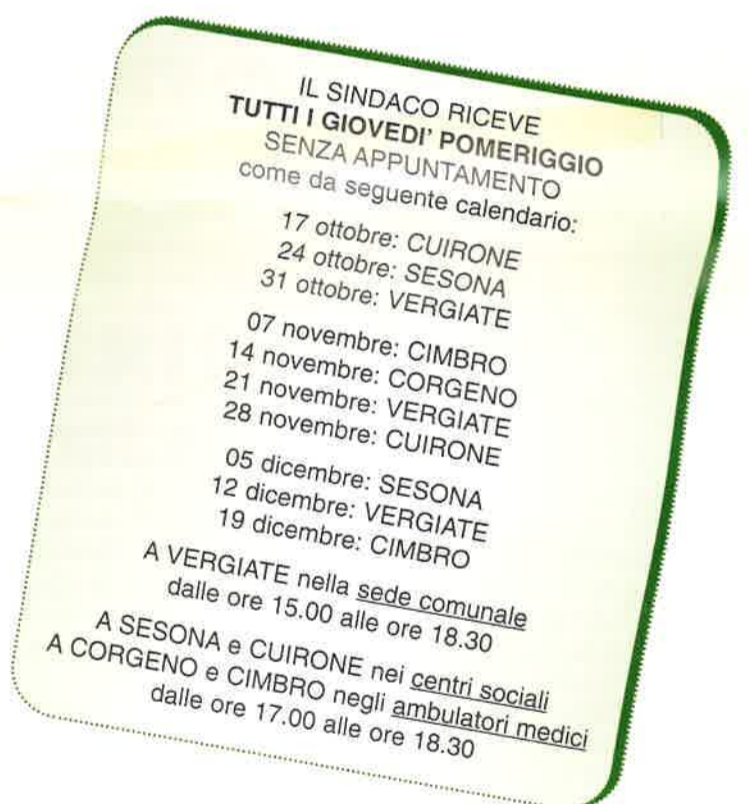 IL SINDACO RICEVE
TUTTI I GIOVEDI' POMERIGGIO
SENZA APPUNTAMENTO
come da seguente calendario:
17 ottobre: CUIRONE
24 ottobre: SESONA
31 ottobre: VERGIATE
07 novembre: CIMBRO
14 novembre: CORGENO
21 novembre: VERGIATE
28 novembre: CUIRONE
05 dicembre: SESONA
12 dicembre: VERGIATE
19 dicembre: CIMBRO
A VERGIATE nella sede comunale
dalle ore 15.00 alle ore 18.30
A SESONA e CUIRONE nei centri sociali
A CORGENO e CIMBRO negli ambulatori medici
dalle ore 17.00 alle ore 18.30